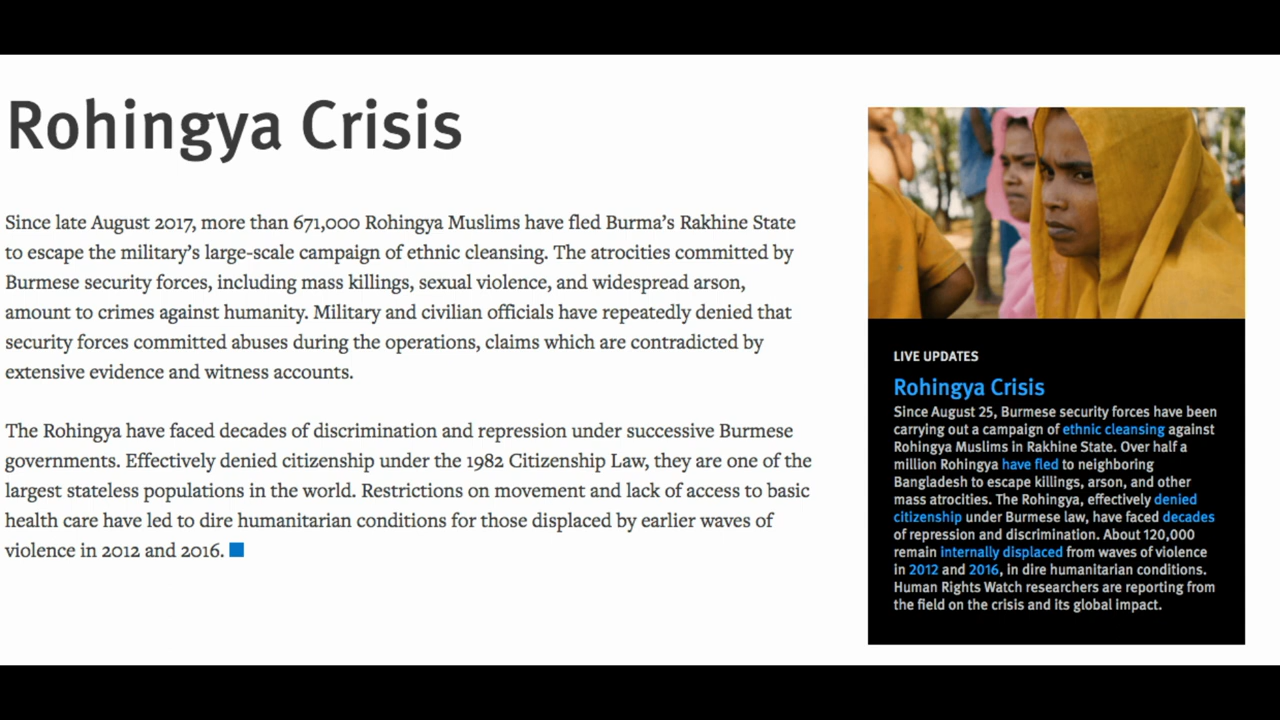 Rohingya Crisis
Since late August 2017, more than 671,000 Rohingya Muslims have fled Burma’s Rakhine State
to escape the military’s large-scale campaign of ethnic cleansing. The atrocities committed by
Burmese security forces, including mass killings, sexual violence, and widespread arson,
amount to crimes against humanity. Military and civilian officials have repeatedly denied that
security forces committed abuses during the operations, claims which are contradicted by
extensive evidence and witness accounts.
The Rohingya have faced decades of discrimination and repression under successive Burmese
governments. Effectively denied citizenship under the 1982 Citizenship Law, they are one of the
largest stateless populations in the world. Restrictions on movement and lack of access to basic
health care have led to dire humanitarian conditions for those displaced by earlier waves of
violence in 2012 and 2016.
LIVE UPDATES
Rohingya Crisis
Since August 25, Burmese security forces have been
carrying out a campaign of ethnic cleansing against
Rohingya Muslims in Rakhine State. Over half a
million Rohingya have fled to neighboring
Bangladesh to escape killings, arson, and other
mass atrocities. The Rohingya, effectively denied
citizenship under Burmese law, have faced decades
of repression and discrimination. About 120,000
remain internally displaced from waves of violence
in 2012 and 2016, in dire humanitarian conditions.
Human Rights Watch researchers are reporting from
the field on the crisis and its global impact.